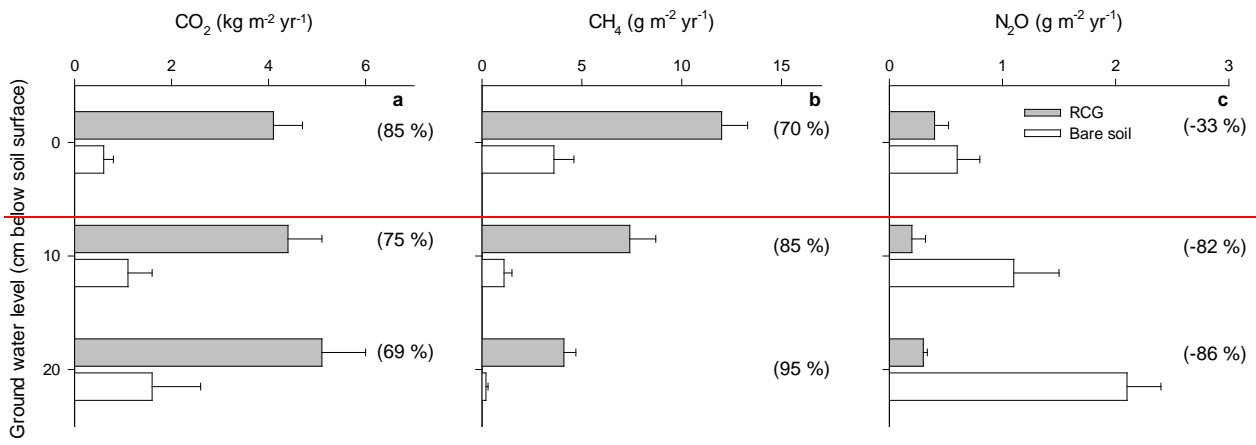 CO₂ (kg m⁻² yr⁻¹)
0 2 4 6
a
(85 %)
(75 %)
(69 %)
Ground water level (cm below soil surface)
0
10
20
CH₄ (g m⁻² yr⁻¹)
0 5 10 15
b
(70 %)
(85 %)
(95 %)
N₂O (g m⁻² yr⁻¹)
0 1 2 3
c
RCG
Bare soil
(-33 %)
(-82 %)
(-86 %)